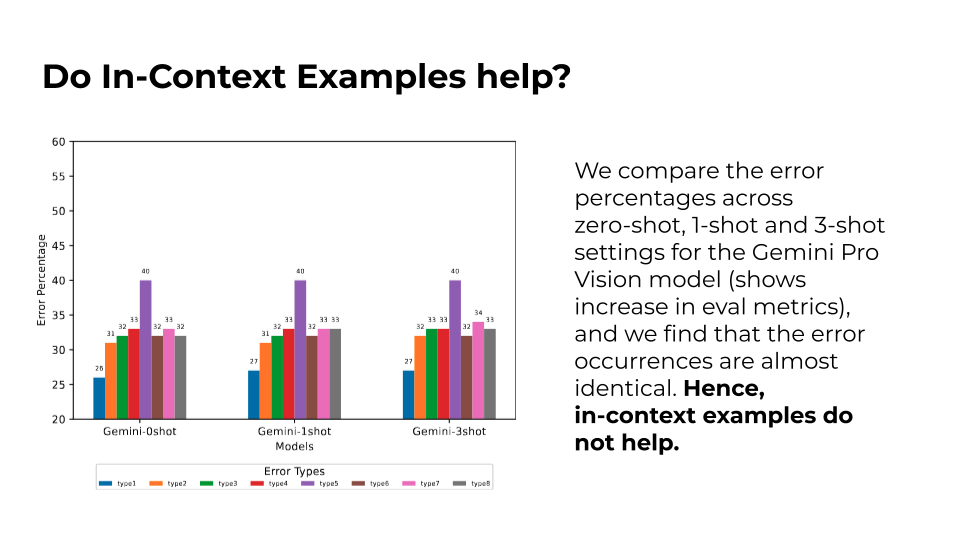 Do In-Context Examples help?
60
55
50
45
40
35
30
25
20
Error Percentage
26 31 32 33 40 32 33 32
27 31 32 33 40 32 33 33
27 32 33 33 40 32 34 33
Gemini-0shot Gemini-1shot Gemini-3shot
Models
Error Types
type1 type2 type3 type4 type5 type6 type7 type8
We compare the error
percentages across
zero-shot, 1-shot and 3-shot
settings for the Gemini Pro
Vision model (shows
increase in eval metrics),
and we find that the error
occurrences are almost
identical. Hence,
in-context examples do
not help.